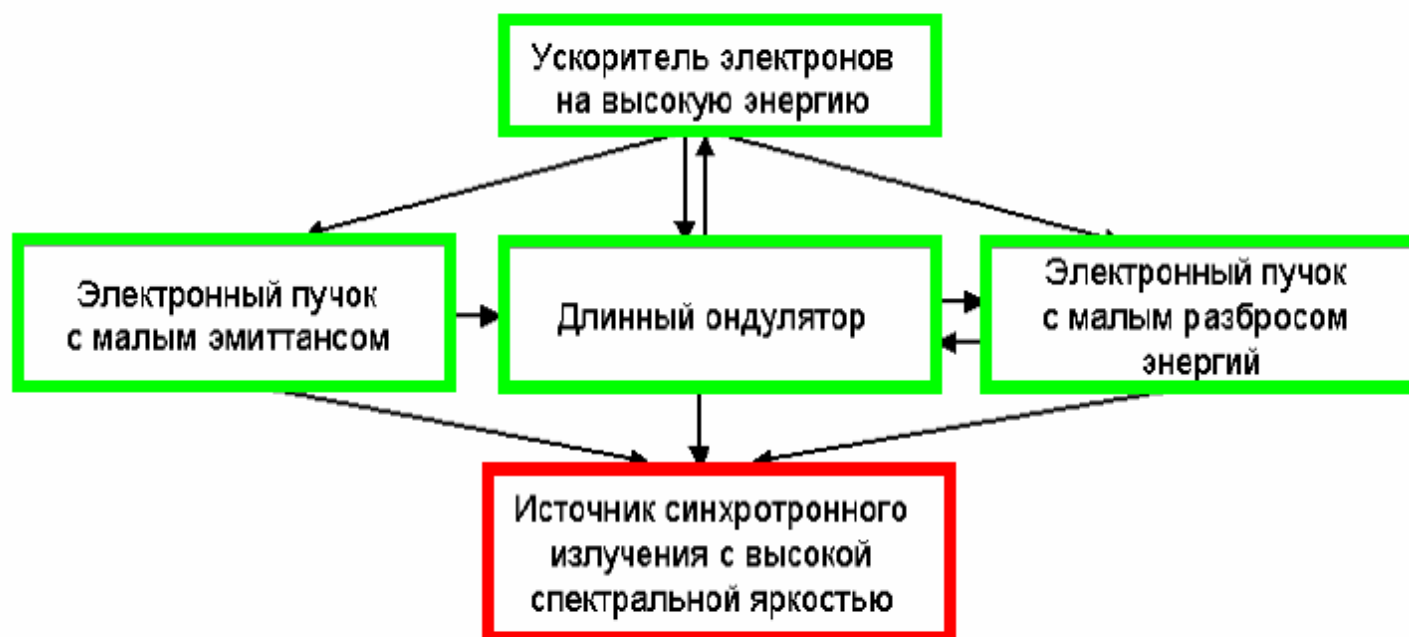 Ускоритель электронов
на высокую энергию
Электронный пучок
с малым эмиттансом
Длинный ондулятор
Электронный пучок
с малым разбросом
энергий
Источник синхротронного
излучения с высокой
спектральной яркостью